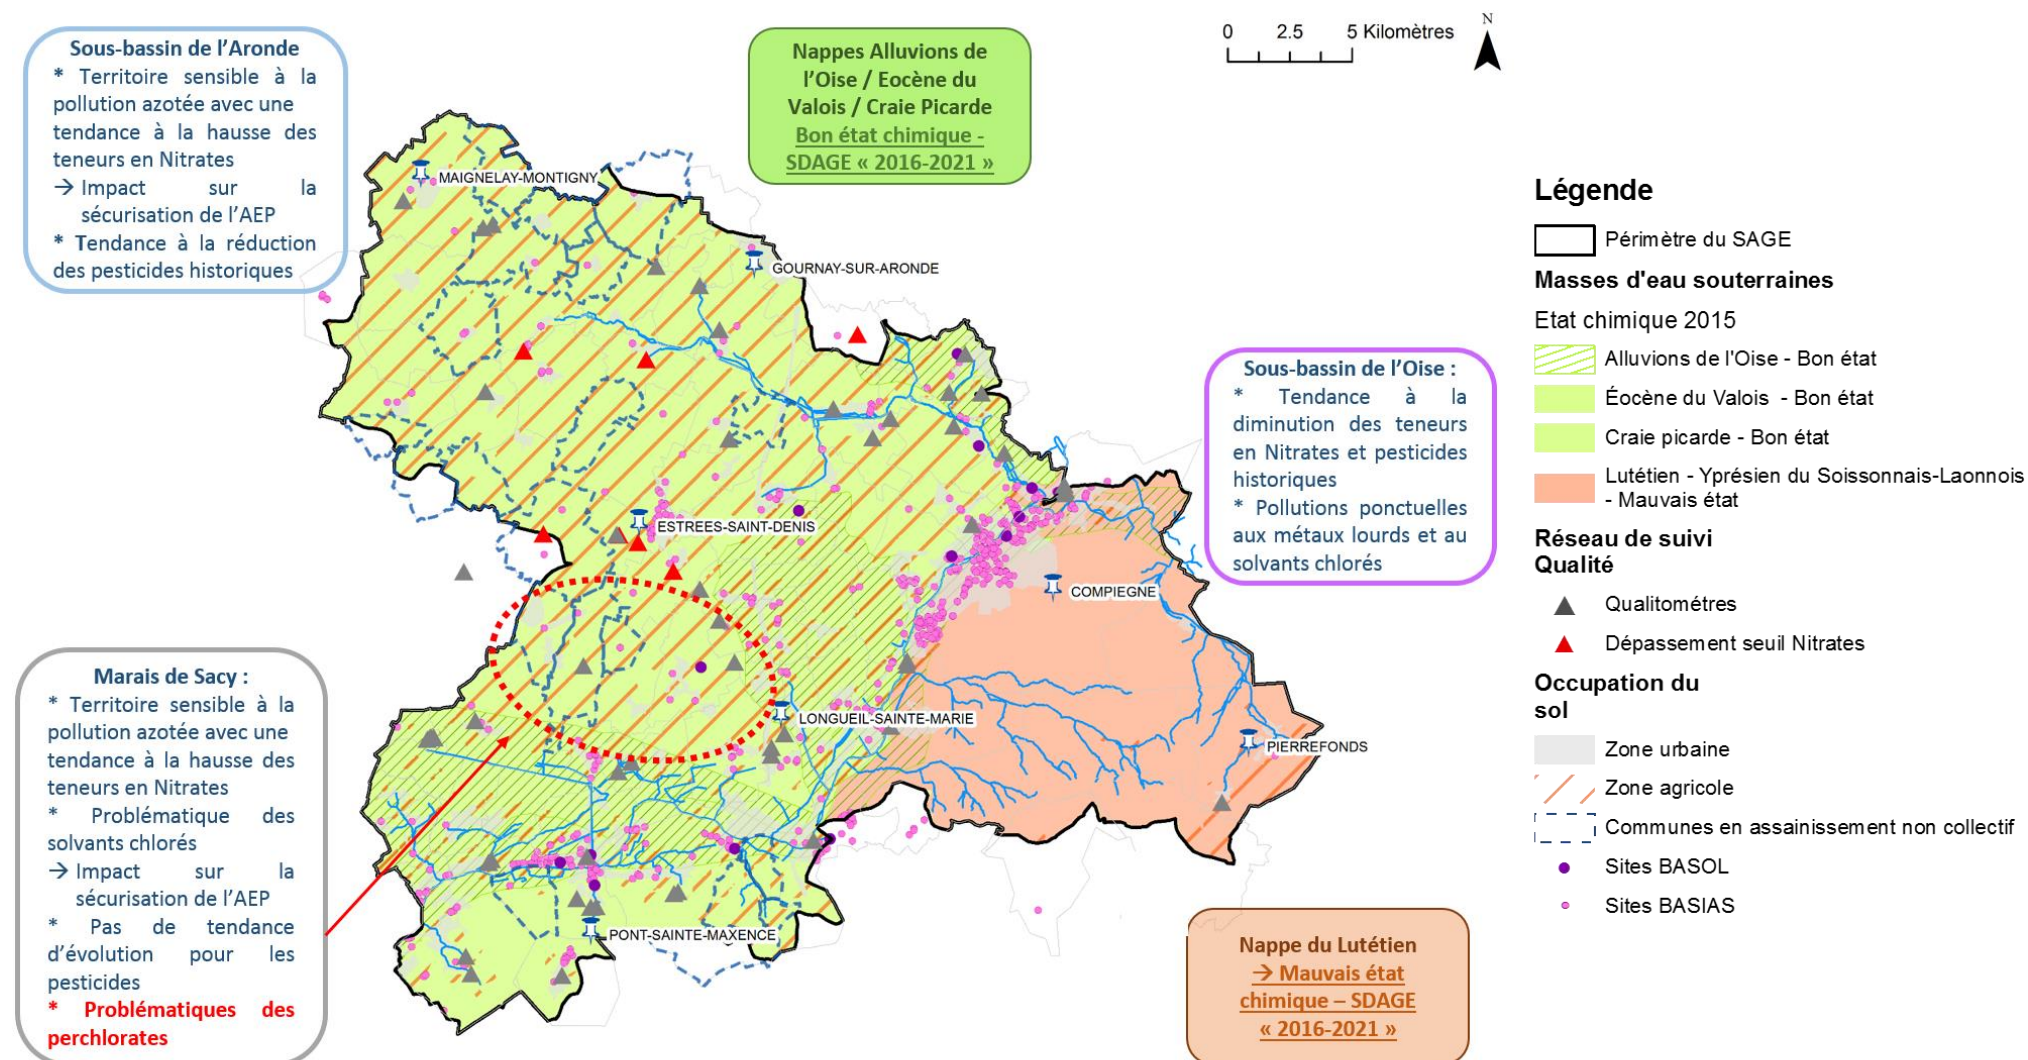 Sous-bassin de l'Aronde
* Territoire sensible à la
pollution azotée avec une
tendance à la hausse des
teneurs en Nitrates
→ Impact sur la
sécurisation de l'AEP
* Tendance à la réduction
des pesticides historiques
Nappes Alluvions de
l'Oise / Eocène du
Valois / Craie Picarde
Bon état chimique -
SDAGE « 2016-2021 »
0 2.5 5 Kilomètres
N
MAIGNELAY-MONTIGNY
GOURNAY-SUR-ARONDE
ESTREES-SAINT-DENIS
COMPIEGNE
LONGUEIL-SAINTE-MARIE
PIERREFONDS
PONT-SAINTE-MAXENCE
Sous-bassin de l'Oise :
* Tendance à la
diminution des teneurs
en Nitrates et pesticides
historiques
* Pollutions ponctuelles
aux métaux lourds et au
solvants chlorés
Marais de Sacy :
* Territoire sensible à la
pollution azotée avec une
tendance à la hausse des
teneurs en Nitrates
* Problématique des
solvants chlorés
→ Impact sur la
sécurisation de l'AEP
* Pas de tendance
d'évolution pour les
pesticides
* Problématiques des
perchlorates
Nappe du Lutétien
→ Mauvais état
chimique – SDAGE
« 2016-2021 »
Légende
Périmètre du SAGE
Masses d'eau souterraines
Etat chimique 2015
Alluvions de l'Oise - Bon état
Éocène du Valois - Bon état
Craie picarde - Bon état
Lutétien - Yprésien du Soissonnais-Laonnois
- Mauvais état
Réseau de suivi
Qualité
Qualitomètres
Dépassement seuil Nitrates
Occupation du
sol
Zone urbaine
Zone agricole
Communes en assainissement non collectif
Sites BASOL
Sites BASIAS